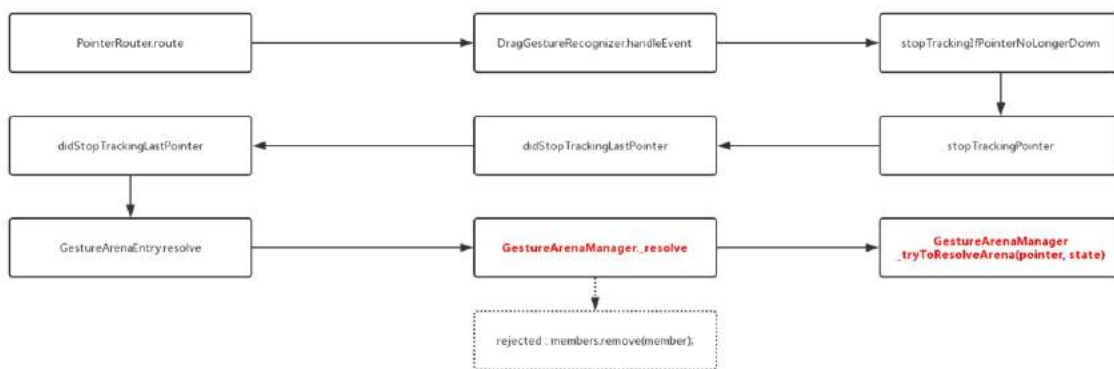 PointerRouter.route
DragGestureRecognizer.handleEvent
stopTrackingIfPointerNoLongerDown
didStopTrackingLastPointer
didStopTrackingLastPointer
stopTrackingPointer
GestureArenaEntry.resolve
GestureArenaManager._resolve
GestureArenaManager
_tryToResolveArena(pointer, state)
rejected : members.remove(member);